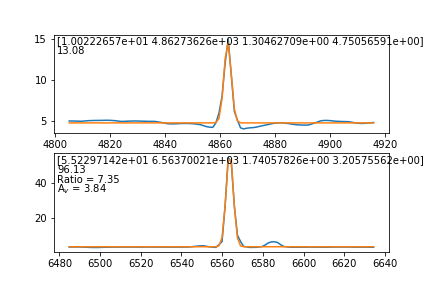 15
10
5
[1.00222657e+01 4.86273626e+03 1.30462709e+00 4.75056591e+00]
13.08
4800 4820 4840 4860 4880 4900 4920
40
20
[5.52297142e+01 6.56370021e+03 1.74057826e+00 3.20575562e+00]
96.13
Ratio = 7.35
Av = 3.84
6480 6500 6520 6540 6560 6580 6600 6620 6640